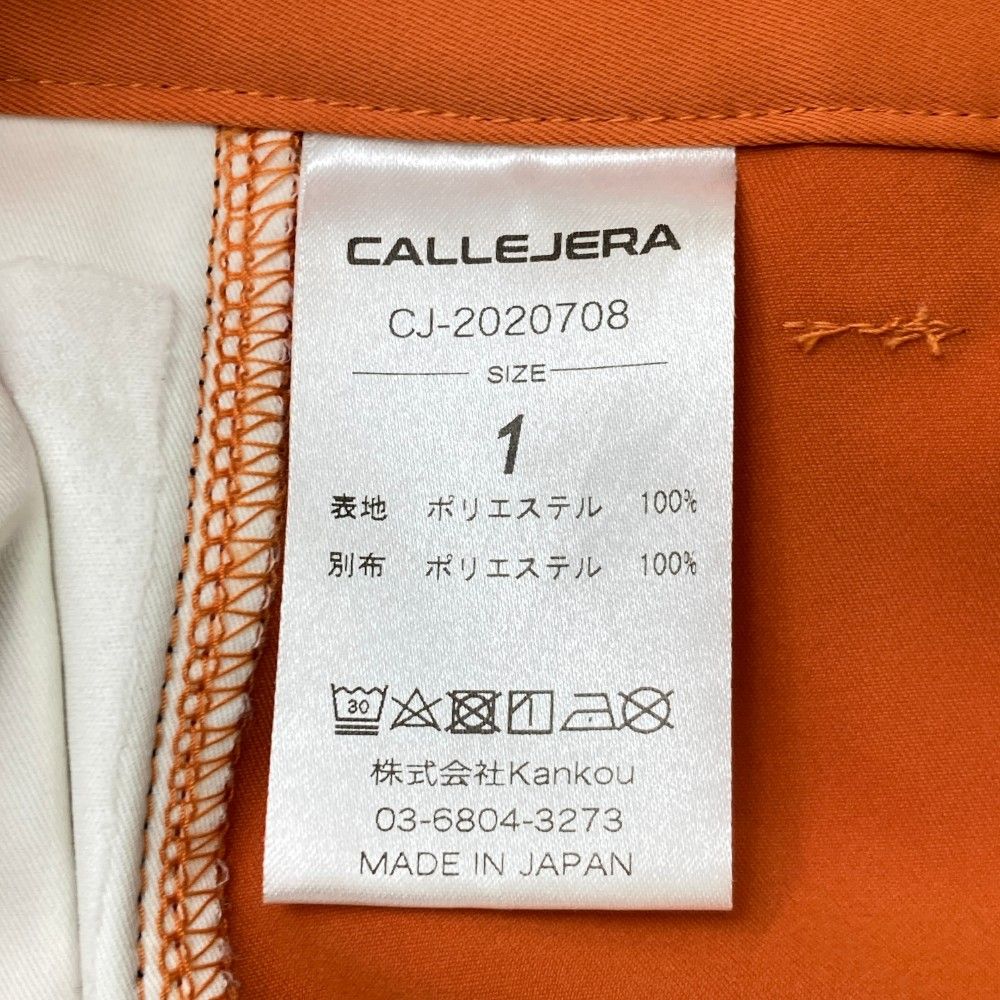 CALLEJERA
CJ-2020708
SIZE
1
表地 ポリエステル 100%
別布 ポリエステル 100%
30
株式会社Kankou
03-6804-3273
MADE IN JAPAN